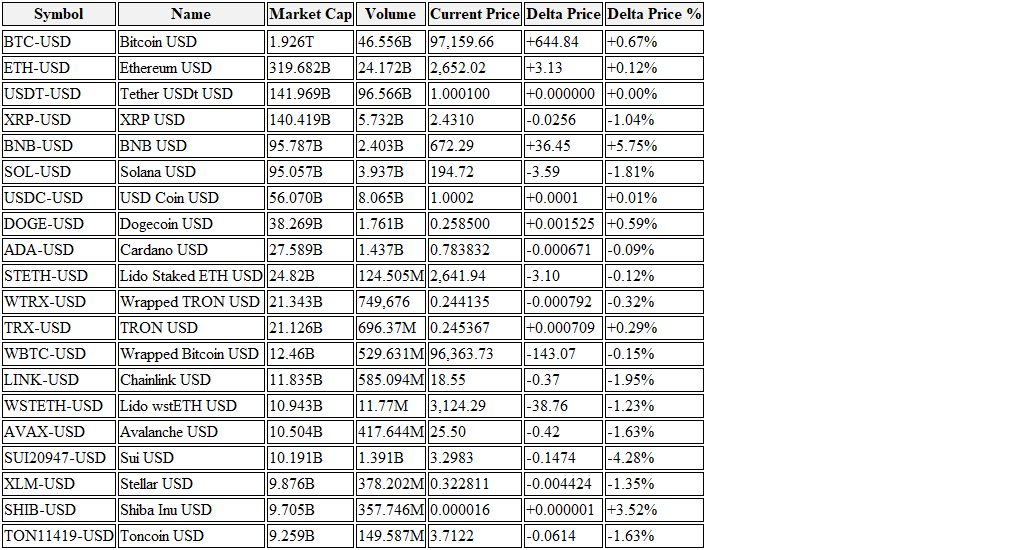 Symbol Name Market Cap Volume Current Price Delta Price Delta Price %
BTC-USD Bitcoin USD 1.926T 46.556B 97,159.66 +644.84 +0.67%
ETH-USD Ethereum USD 319.682B 24.172B 2,652.02 +3.13 +0.12%
USDT-USD Tether USDt USD 141.969B 96.566B 1.000100 +0.000000 +0.00%
XRP-USD XRP USD 140.419B 5.732B 2.4310 -0.0256 -1.04%
BNB-USD BNB USD 95.787B 2.403B 672.29 +36.45 +5.75%
SOL-USD Solana USD 95.057B 3.937B 194.72 -3.59 -1.81%
USDC-USD USD Coin USD 56.070B 8.065B 1.0002 +0.0001 +0.01%
DOGE-USD Dogecoin USD 38.269B 1.761B 0.258500 +0.001525 +0.59%
ADA-USD Cardano USD 27.589B 1.437B 0.783832 -0.000671 -0.09%
STETH-USD Lido Staked ETH USD 24.82B 124.505M 2,641.94 -3.10 -0.12%
WTRX-USD Wrapped TRON USD 21.343B 749,676 0.244135 -0.000792 -0.32%
TRX-USD TRON USD 21.126B 696.37M 0.245367 +0.000709 +0.29%
WBTC-USD Wrapped Bitcoin USD 12.46B 529.631M 96,363.73 -143.07 -0.15%
LINK-USD Chainlink USD 11.835B 585.094M 18.55 -0.37 -1.95%
WSTETH-USD Lido wstETH USD 10.943B 11.77M 3,124.29 -38.76 -1.23%
AVAX-USD Avalanche USD 10.504B 417.644M 25.50 -0.42 -1.63%
SUI20947-USD Sui USD 10.191B 1.391B 3.2983 -0.1474 -4.28%
XLM-USD Stellar USD 9.876B 378.202M 0.322811 -0.004424 -1.35%
SHIB-USD Shiba Inu USD 9.705B 357.746M 0.000016 +0.000001 +3.52%
TON11419-USD Toncoin USD 9.259B 149.587M 3.7122 -0.0614 -1.63%